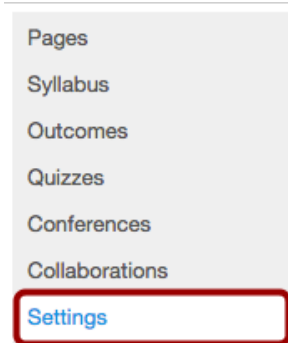 Pages
Syllabus
Outcomes
Quizzes
Conferences
Collaborations
Settings